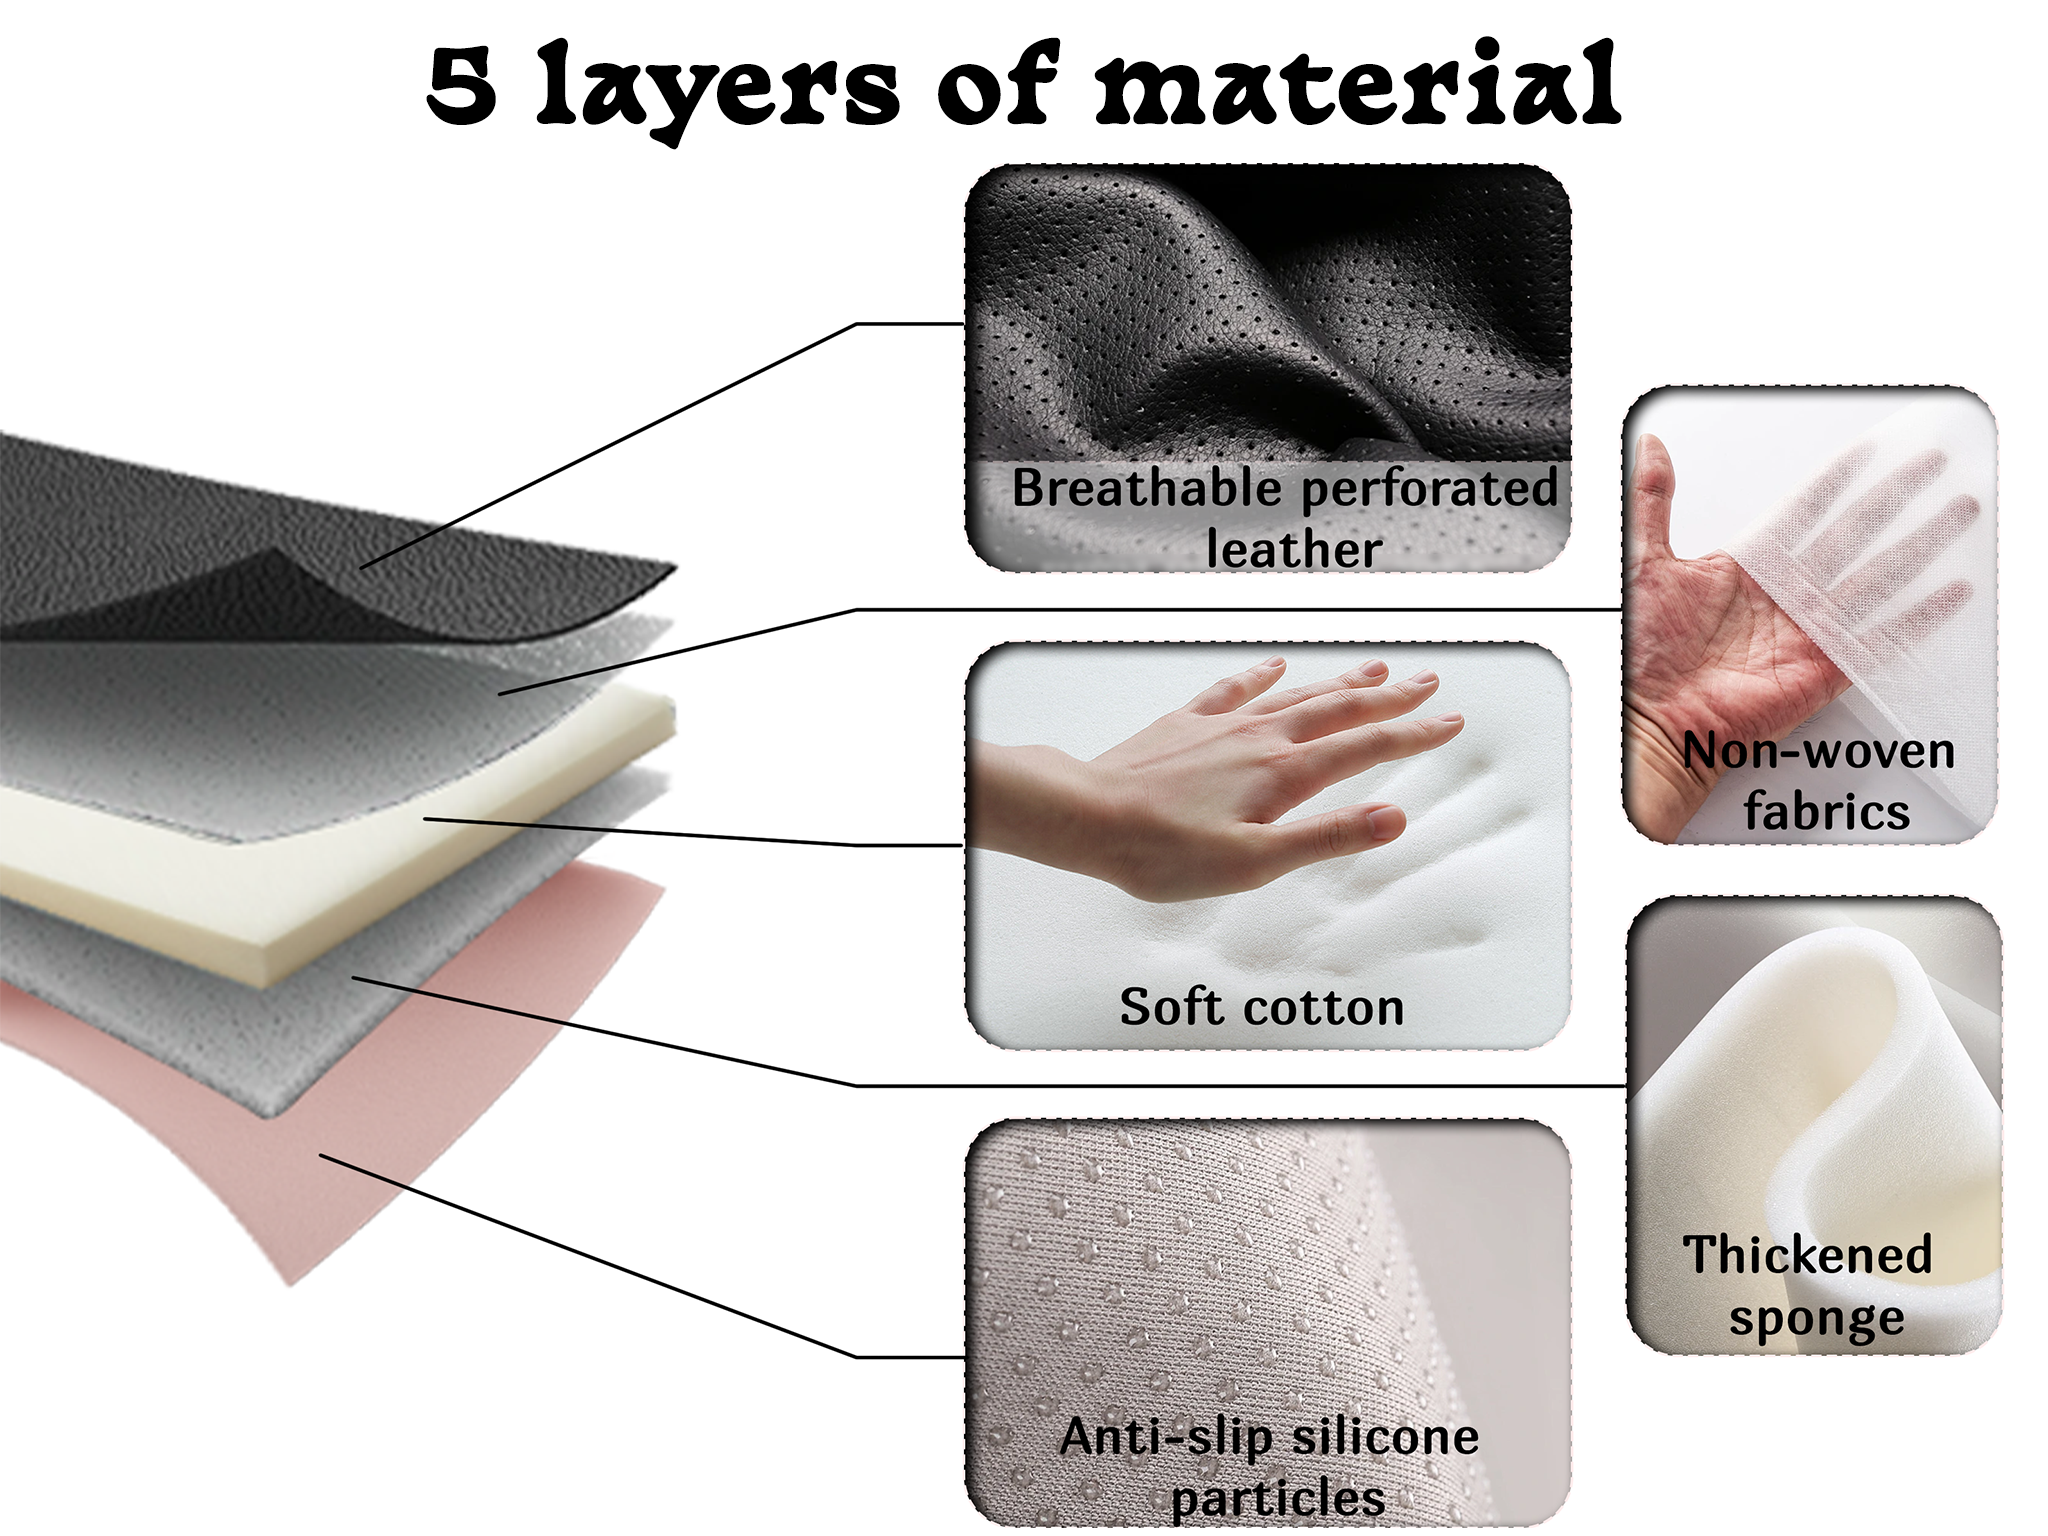 5 layers of material
Breathable perforated
leather
Non-woven
fabrics
Soft cotton
Thickened
sponge
Anti-slip silicone
particles